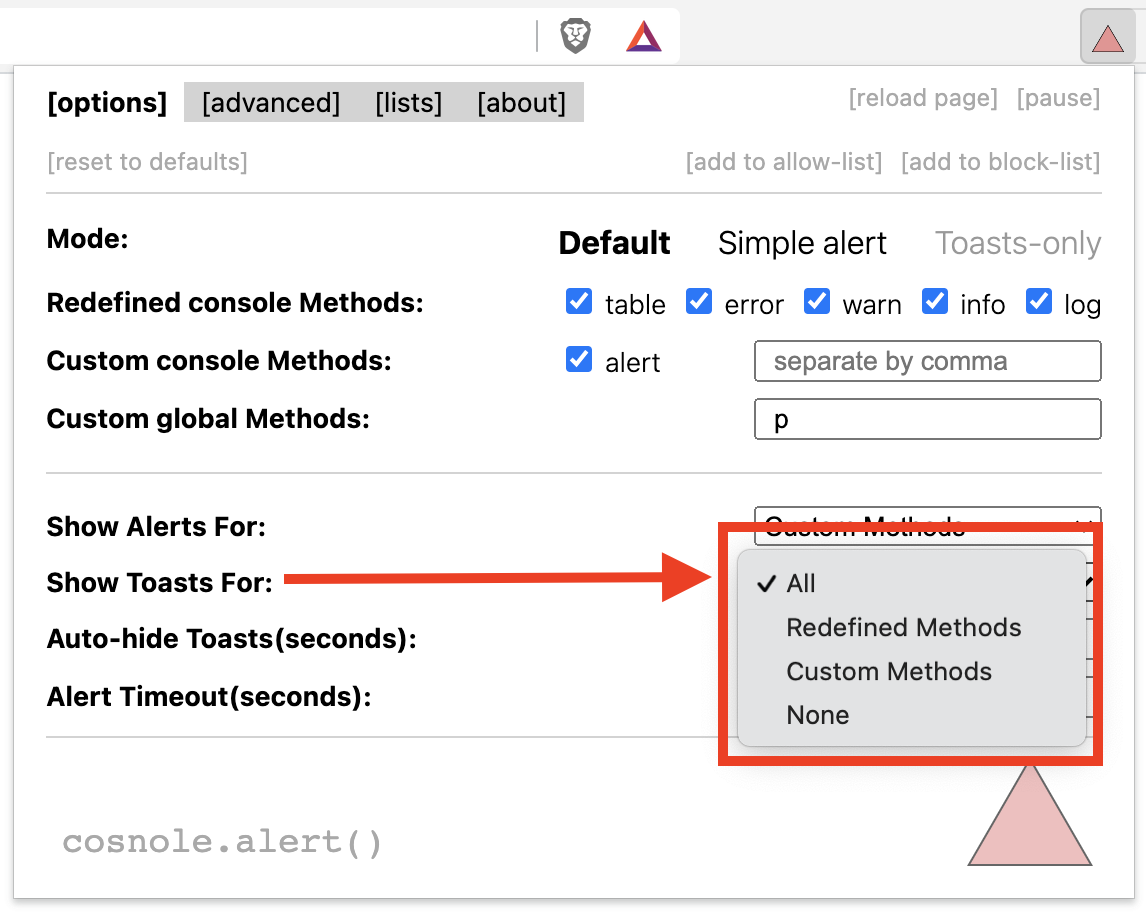 [options] [advanced] [lists] [about] [reload page] [pause]
[reset to defaults] [add to allow-list] [add to block-list]
Mode: Default Simple alert Toasts-only
Redefined console Methods: table error warn info log
Custom console Methods: alert separate by comma
Custom global Methods: p
Show Alerts For: Custom Methods
Show Toasts For: All
Redefined Methods
Auto-hide Toasts(seconds):
Custom Methods
Alert Timeout(seconds):
None
cosnole.alert()